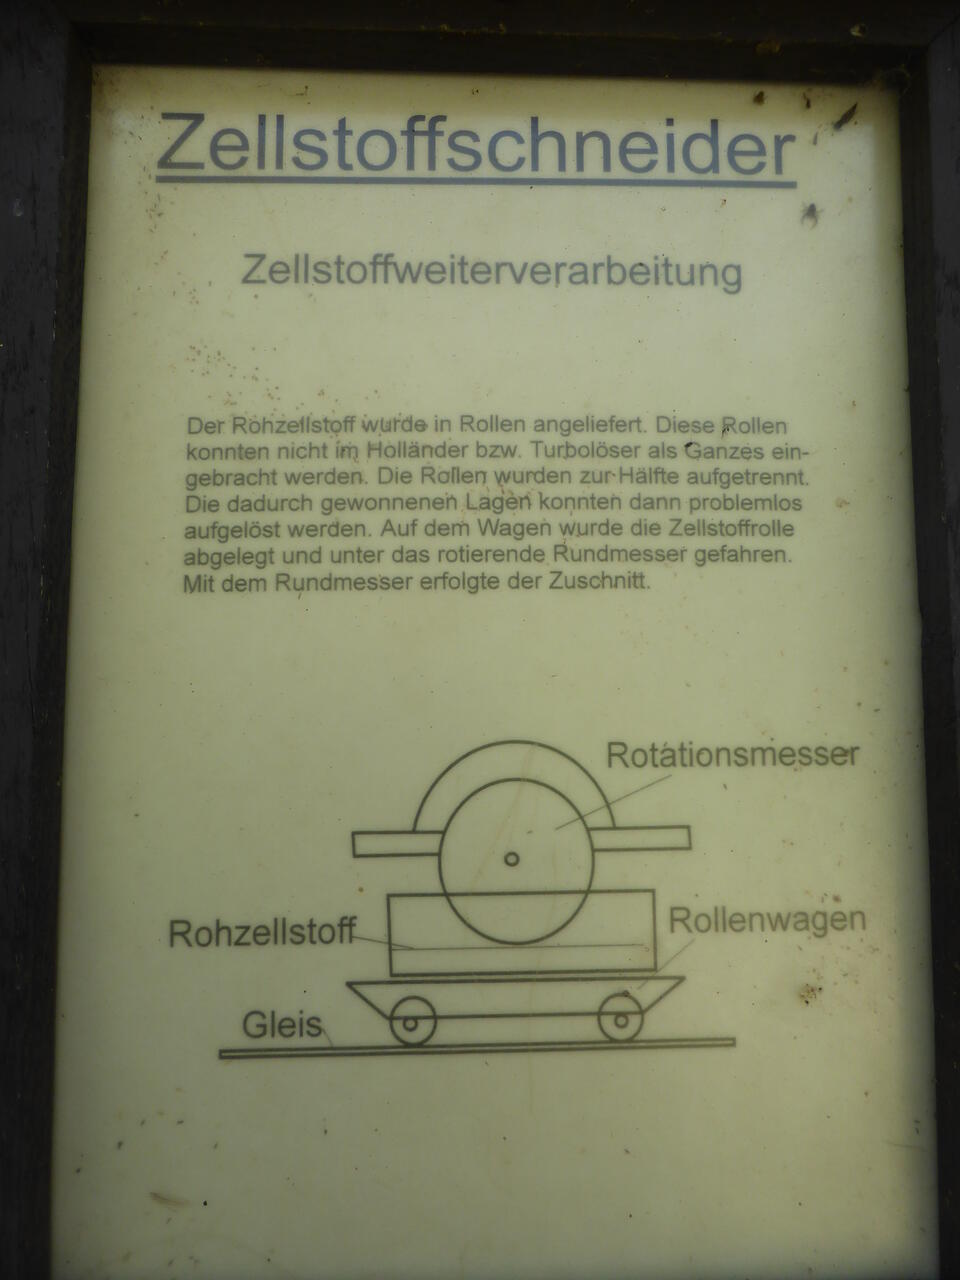 Zellstoffschneider
Zellstoffweiterverarbeitung
Der Rohzellstoff wurde in Rollen angeliefert. Diese Rollen
konnten nicht im Holländer bzw. Turbolöser als Ganzes ein-
gebracht werden. Die Rollen wurden zur Hälfte aufgetrennt.
Die dadurch gewonnenen Lagen konnten dann problemlos
aufgelöst werden. Auf dem Wagen wurde die Zellstoffrolle
abgelegt und unter das rotierende Rundmesser gefahren.
Mit dem Rundmesser erfolgte der Zuschnitt.
Rotationsmesser
Rohzellstoff
Rollenwagen
Gleis